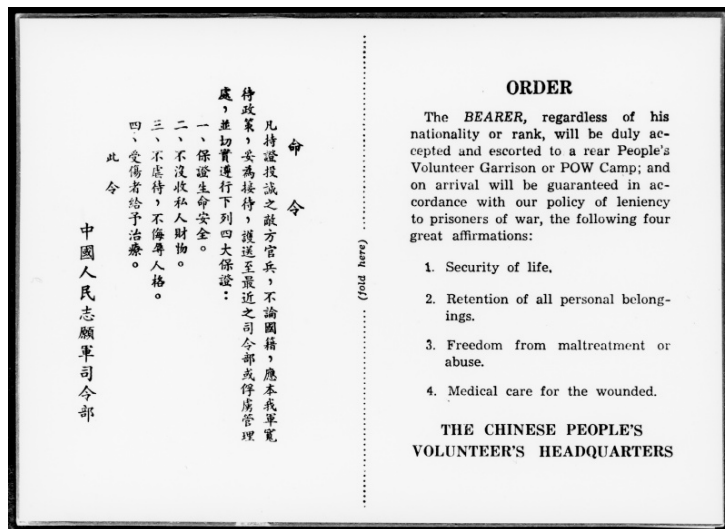 命令
凡持證投誠之敵方官兵，不論國籍，應本我軍寬
待政策，妥為接待，護送至最近之司令部或俘虜管理
處，並切實遵行下列四大保證：
一、保證生命安全。
二、不沒收私人財物。
三、不虐待，不侮辱人格。
四、受傷者給予治療。
此令
中國人民志願軍司令部
(fold here)
ORDER
The BEARER, regardless of his
nationality or rank, will be duly ac-
cepted and escorted to a rear People's
Volunteer Garrison or POW Camp; and
on arrival will be guaranteed in ac-
cordance with our policy of leniency
to prisoners of war, the following four
great affirmations:
1. Security of life.
2. Retention of all personal belong-
ings.
3. Freedom from maltreatment or
abuse.
4. Medical care for the wounded.
THE CHINESE PEOPLE'S
VOLUNTEER'S HEADQUARTERS